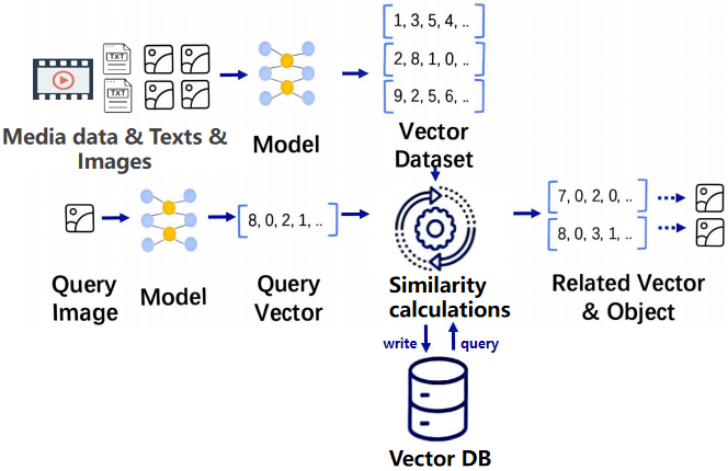 [1, 3, 5, 4, ..]
[2, 8, 1, 0, ..]
[9, 2, 5, 6, ..]
TXT
TXT
Media data & Texts &
Images
Model
Vector
Dataset
[8, 0, 2, 1, ..]
[7, 0, 2, 0, ..]
[8, 0, 3, 1, ..]
Query
Image
Model
Query
Vector
Similarity
calculations
Related Vector
& Object
write
query
Vector DB